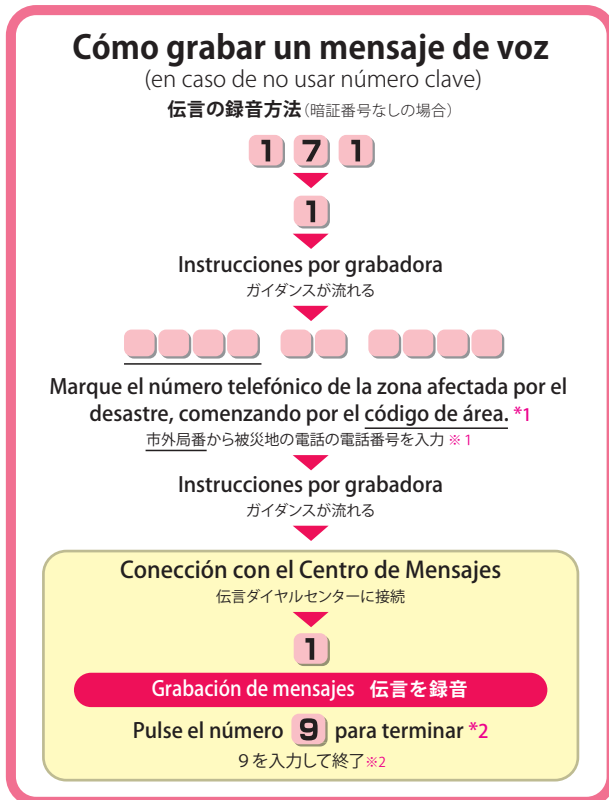 Cómo grabar un mensaje de voz
(en caso de no usar número clave)
伝言の録音方法（暗証番号なしの場合）
1 7 1
1
Instrucciones por grabadora
ガイダンスが流れる
Marque el número telefónico de la zona afectada por el
desastre, comenzando por el código de área. *1
市外局番から被災地の電話の電話番号を入力 ※1
Instrucciones por grabadora
ガイダンスが流れる
Conección con el Centro de Mensajes
伝言ダイヤルセンターに接続
1
Grabación de mensajes 伝言を録音
Pulse el número 9 para terminar *2
9を入力して終了※2